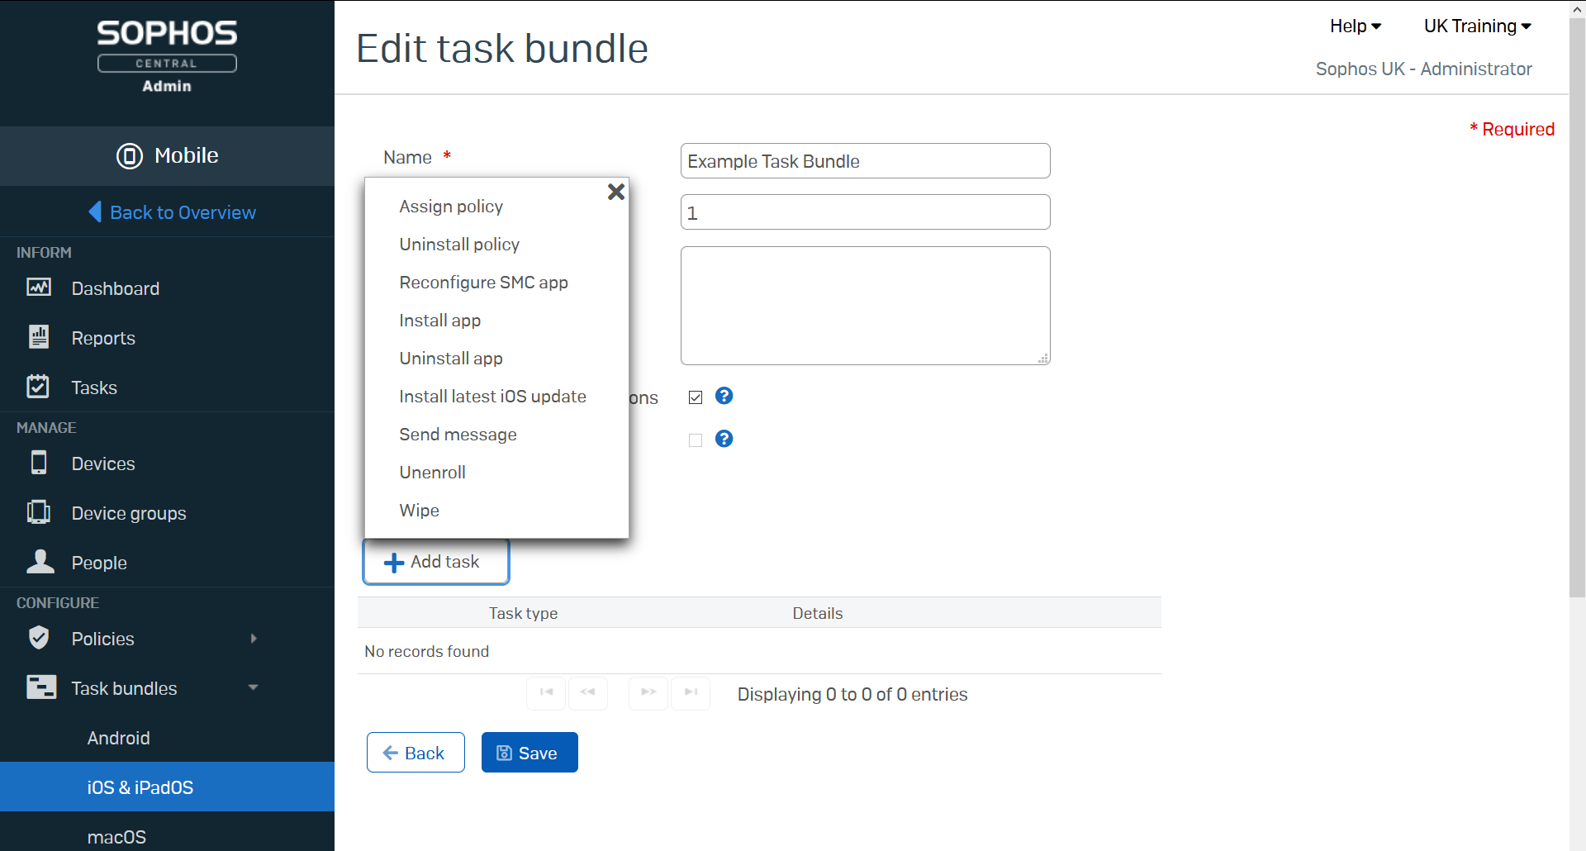 SOPHOS
CENTRAL
Admin
Mobile
Back to Overview
INFORM
Dashboard
Reports
Tasks
MANAGE
Devices
Device groups
People
CONFIGURE
Policies
Task bundles
Android
iOS & iPadOS
macOS
Edit task bundle
Help
UK Training
Sophos UK - Administrator
* Required
Name *
Example Task Bundle
1
Assign policy
Uninstall policy
Reconfigure SMC app
Install app
Uninstall app
Install latest iOS update
ons
Send message
Unenroll
Wipe
Add task
Task type Details
No records found
Displaying 0 to 0 of 0 entries
Back
Save